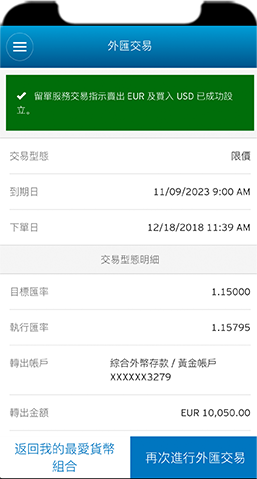 外匯交易
✔ 留單服務交易指示賣出 EUR 及買入 USD 已成功設
立。
交易型態 限價
到期日 11/09/2023 9:00 AM
下單日 12/18/2018 11:39 AM
交易型態明細
目標匯率 1.15000
執行匯率 1.15795
轉出帳戶 綜合外幣存款 / 黃金帳戶
XXXXXX3279
轉出金額 EUR 10,050.00
返回我的最愛貨幣
組合
再次進行外匯交易